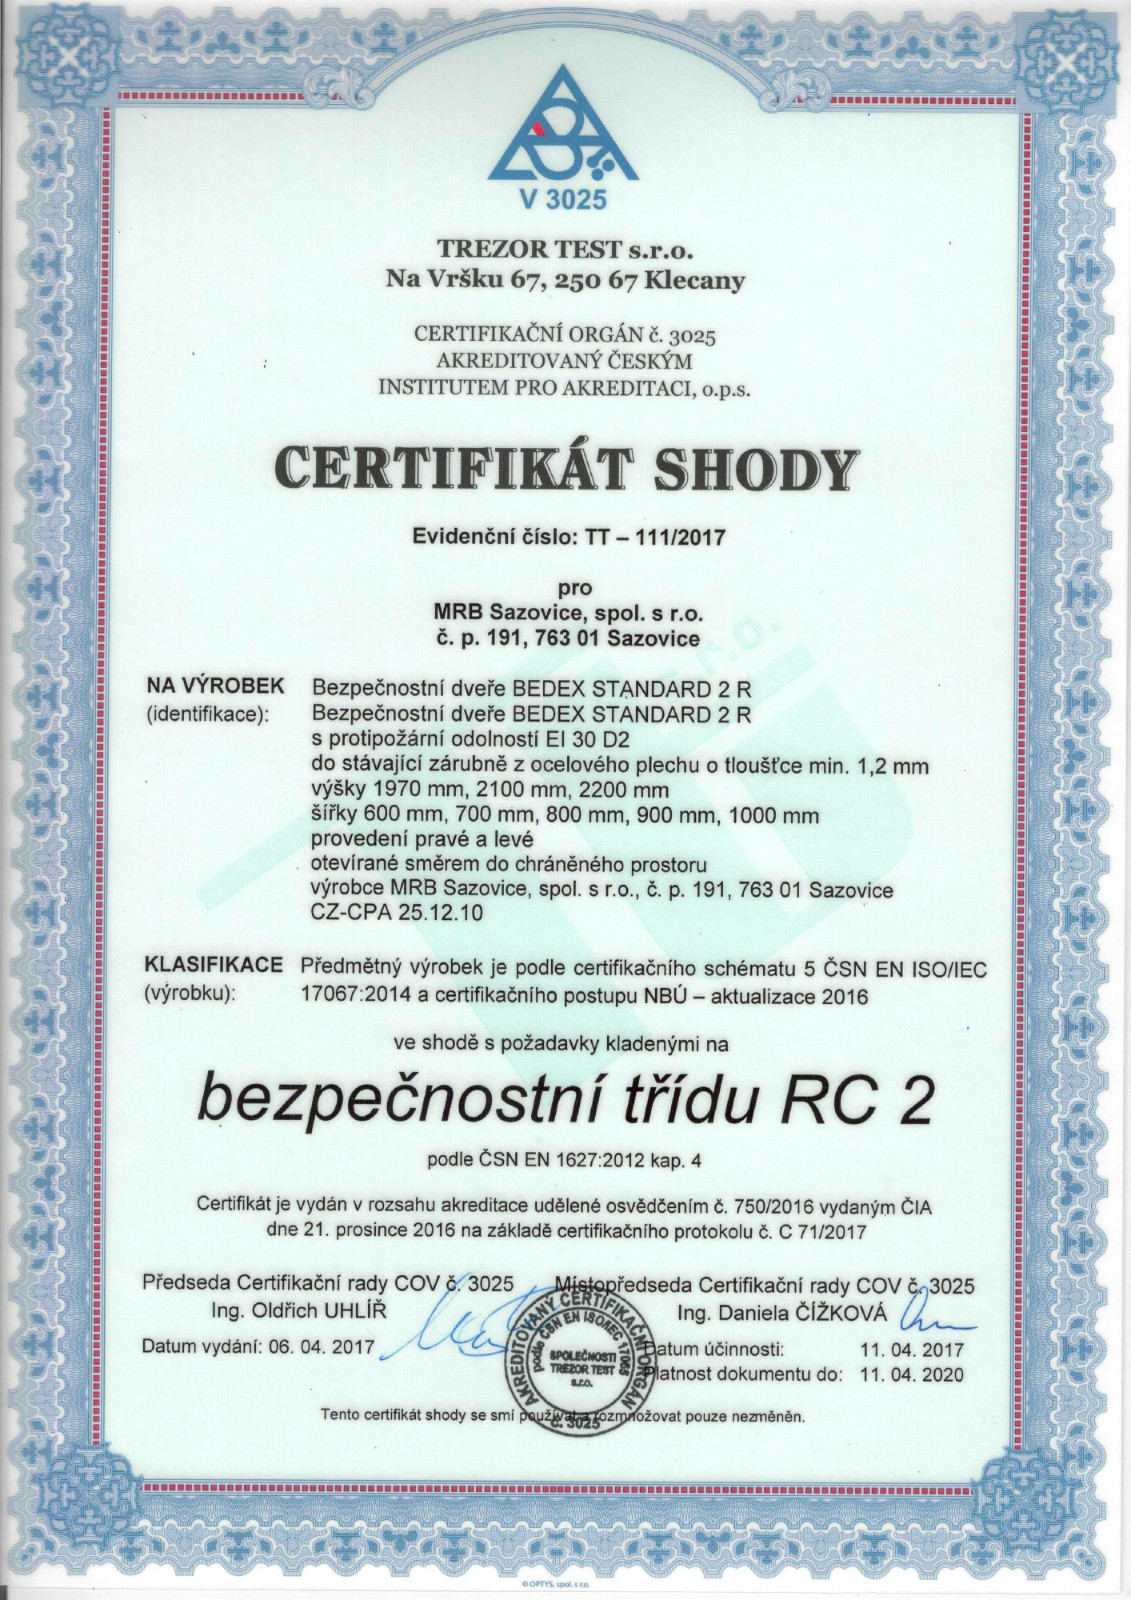 V 3025
TREZOR TEST s.r.o.
Na Vršku 67, 250 67 Klecany
CERTIFIKAČNÍ ORGÁN č. 3025
AKREDITOVANÝ ČESKÝM
INSTITUTEM PRO AKREDITACI, o.p.s.
CERTIFIKÁT SHODY
Evidenční číslo: TT – 111/2017
pro
MRB Sazovice, spol. s r.o.
č. p. 191, 763 01 Sazovice
NA VÝROBEK Bezpečnostní dveře BEDEX STANDARD 2 R
(identifikace): Bezpečnostní dveře BEDEX STANDARD 2 R
s protipožární odolností EI 30 D2
do stávající zárubně z ocelového plechu o tloušťce min. 1,2 mm
výšky 1970 mm, 2100 mm, 2200 mm
šířky 600 mm, 700 mm, 800 mm, 900 mm, 1000 mm
provedení pravé a levé
otevírané směrem do chráněného prostoru
výrobce MRB Sazovice, spol. s r.o., č. p. 191, 763 01 Sazovice
CZ-CPA 25.12.10
KLASIFIKACE Předmětný výrobek je podle certifikačního schématu 5 ČSN EN ISO/IEC
(výrobku): 17067:2014 a certifikačního postupu NBÚ – aktualizace 2016
ve shodě s požadavky kladenými na
bezpečnostní třídu RC 2
podle ČSN EN 1627:2012 kap. 4
Certifikát je vydán v rozsahu akreditace udělené osvědčením č. 750/2016 vydaným ČIA
dne 21. prosince 2016 na základě certifikačního protokolu č. C 71/2017
Předseda Certifikační rady COV č. 3025 Místopředseda Certifikační rady COV č. 3025
Ing. Oldřich UHLÍŘ Ing. Daniela ČÍŽKOVÁ
Datum vydání: 06. 04. 2017 Datum účinnosti: 11. 04. 2017
Platnost dokumentu do: 11. 04. 2020
AKREDITOVANÝ CERTIFIKAČNÍ ORGÁN
podle ČSN EN ISO/IEC 17065
SPOLEČNOSTI
TREZOR TEST
s.r.o.
č. 3025
Tento certifikát shody se smí používat a rozmnožovat pouze nezměněn.
© OPTYS, spol. s r.o.